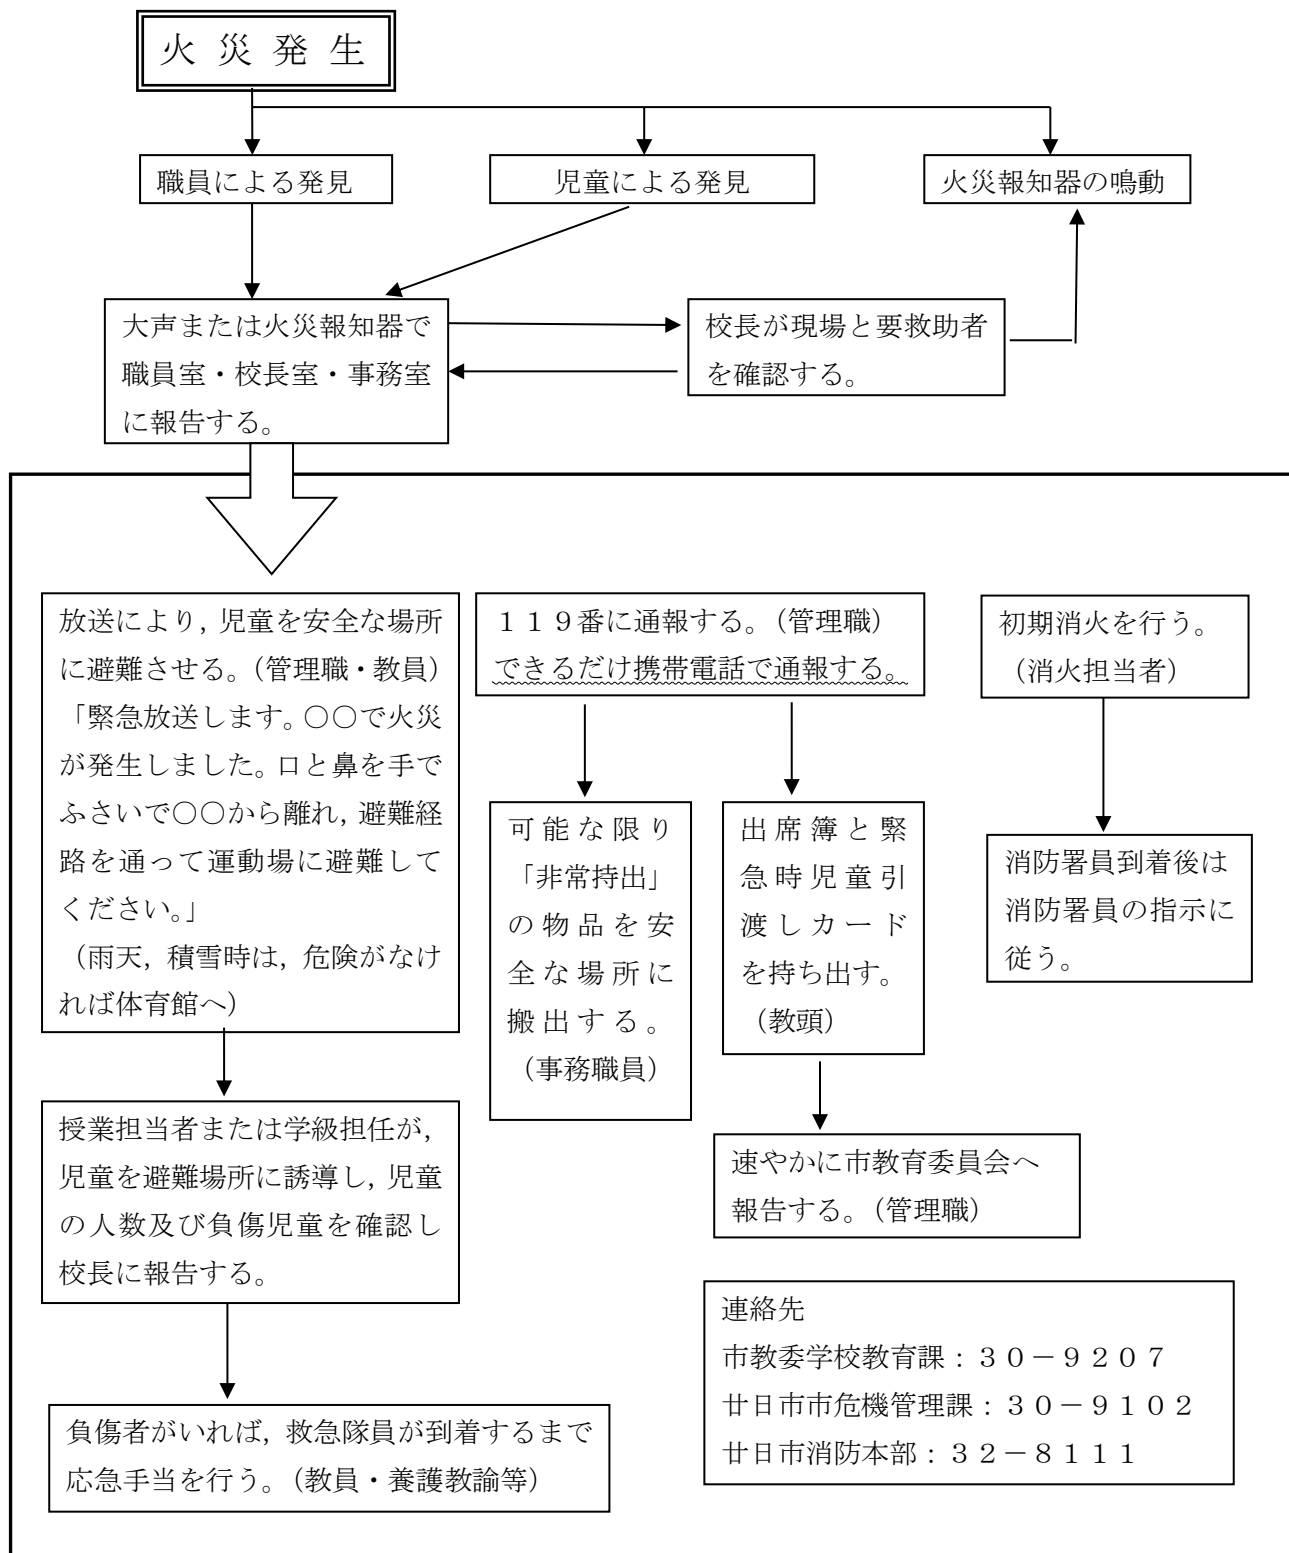 火 災 発 生
職員による発見
児童による発見
火災報知器の鳴動
大声または火災報知器で
職員室・校長室・事務室
に報告する。
校長が現場と要救助者
を確認する。
放送により，児童を安全な場所
に避難させる。（管理職・教員）
「緊急放送します。〇〇で火災
が発生しました。口と鼻を手で
ふさいで〇〇から離れ，避難経
路を通って運動場に避難して
ください。」
（雨天，積雪時は，危険がなけ
れば体育館へ）
１１９番に通報する。（管理職）
できるだけ携帯電話で通報する。
初期消火を行う。
（消火担当者）
可能な限り
「非常持出」
の物品を安
全な場所に
搬出する。
（事務職員）
出席簿と緊
急時児童引
渡しカード
を持ち出す。
（教頭）
消防署員到着後は
消防署員の指示に
従う。
授業担当者または学級担任が，
児童を避難場所に誘導し，児童
の人数及び負傷児童を確認し
校長に報告する。
速やかに市教育委員会へ
報告する。（管理職）
負傷者がいれば，救急隊員が到着するまで
応急手当を行う。（教員・養護教諭等）
連絡先
市教委学校教育課：３０－９２０７
廿日市市危機管理課：３０－９１０２
廿日市消防本部：３２－８１１１